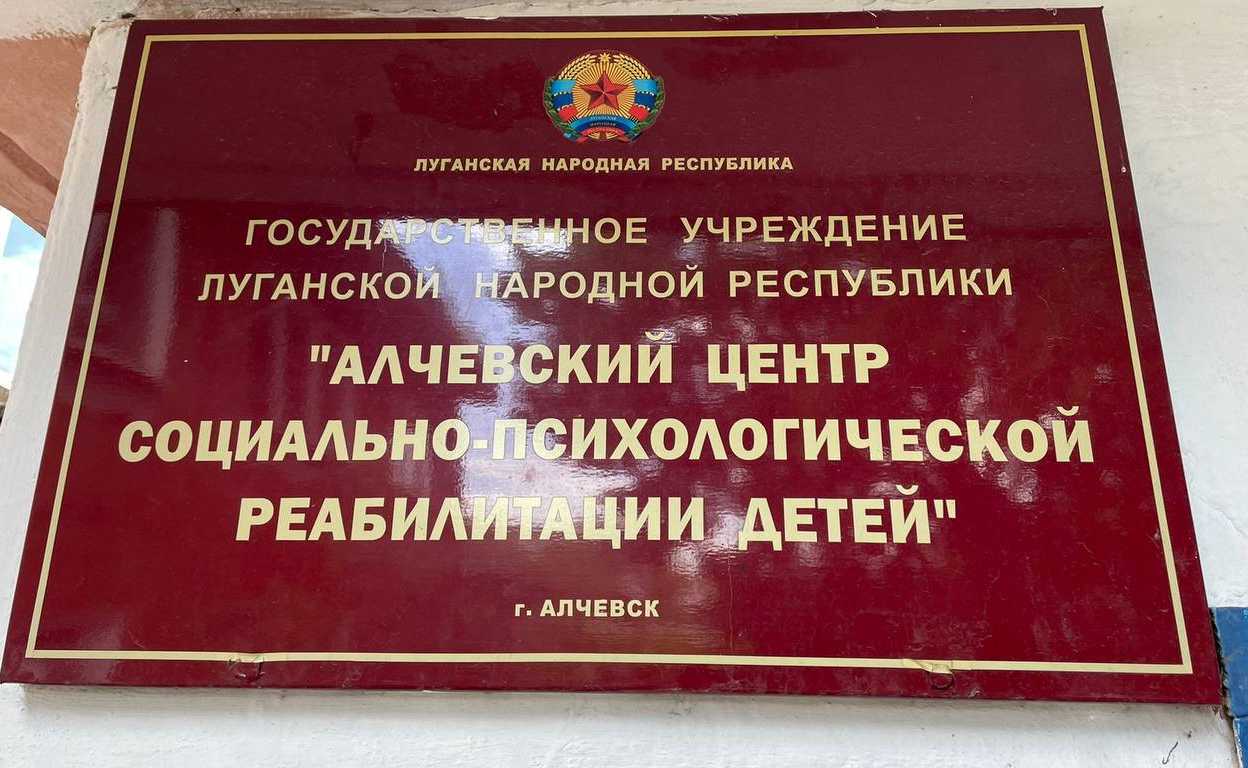 ЛУГАНСКАЯ НАРОДНАЯ РЕСПУБЛИКА
ГОСУДАРСТВЕННОЕ УЧРЕЖДЕНИЕ
ЛУГАНСКОЙ НАРОДНОЙ РЕСПУБЛИКИ
"АЛЧЕВСКИЙ ЦЕНТР
СОЦИАЛЬНО-ПСИХОЛОГИЧЕСКОЙ
РЕАБИЛИТАЦИИ ДЕТЕЙ"
г. АЛЧЕВСК